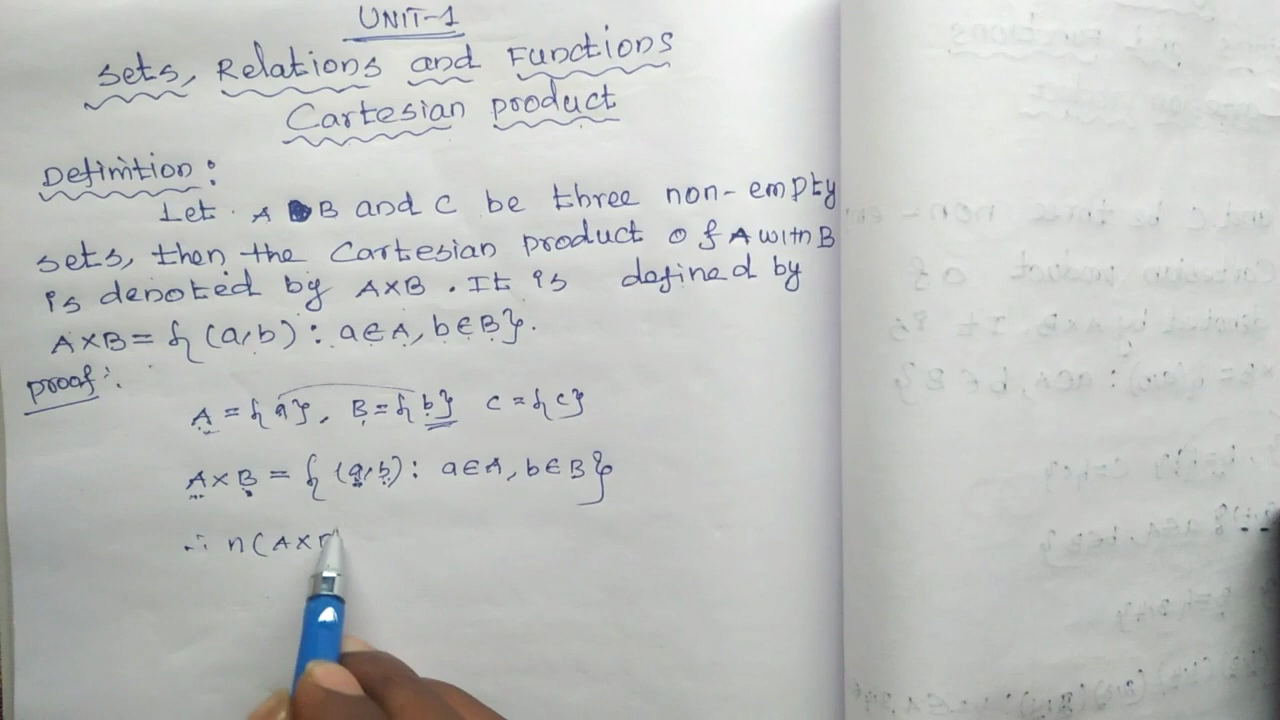 UNIT-1
Sets, Relations and Functions
Cartesian product
Definition:
Let A B and C be three non-empty
sets, then the Cartesian product of A with B
is denoted by A×B. It is defined by
A×B = {(a,b): a∈A, b∈B}.
proof:
A = {a}, B = {b} C = {C}
A×B = {(a,b): a∈A, b∈B}
∴ n(A×